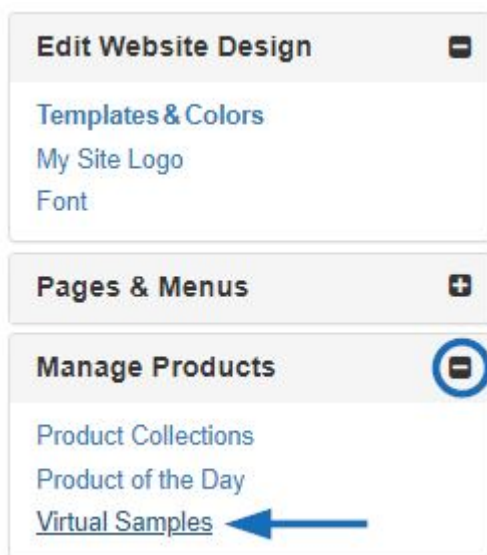 Edit Website Design
Templates & Colors
My Site Logo
Font
Pages & Menus
Manage Products
Product Collections
Product of the Day
Virtual Samples